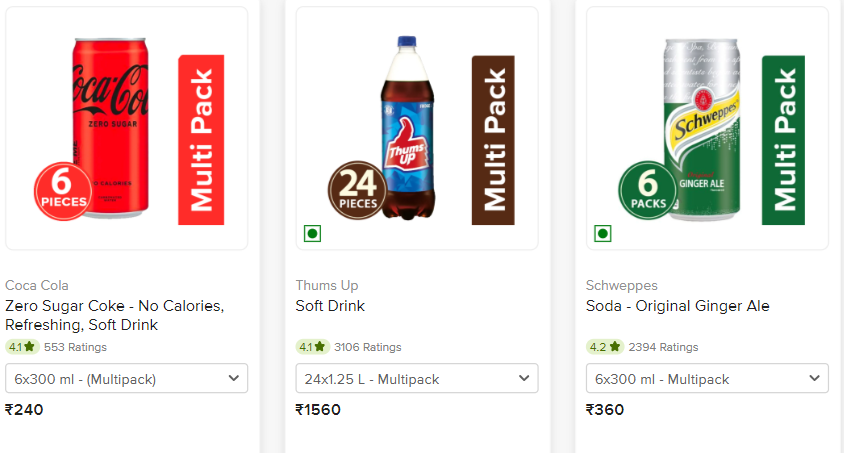 Coca-Cola
ZERO SUGAR
6
PIECES
Multi Pack
Coca Cola
Zero Sugar Coke - No Calories,
Refreshing, Soft Drink
4.1 ★ 553 Ratings
6x300 ml - (Multipack)
₹240
Thums
UP
24
PIECES
Multi Pack
Thums Up
Soft Drink
4.1 ★ 3106 Ratings
24x1.25 L - Multipack
₹1560
Schweppes
GINGER ALE
6
PACKS
Multi Pack
Schweppes
Soda - Original Ginger Ale
4.2 ★ 2394 Ratings
6x300 ml - Multipack
₹360